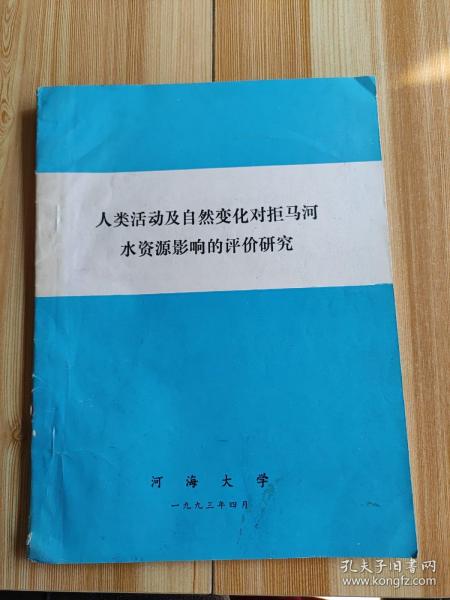 人类活动及自然变化对拒马河
水资源影响的评价研究
河海大学
一九九三年四月
孔夫子旧书网
www.kongfz.com